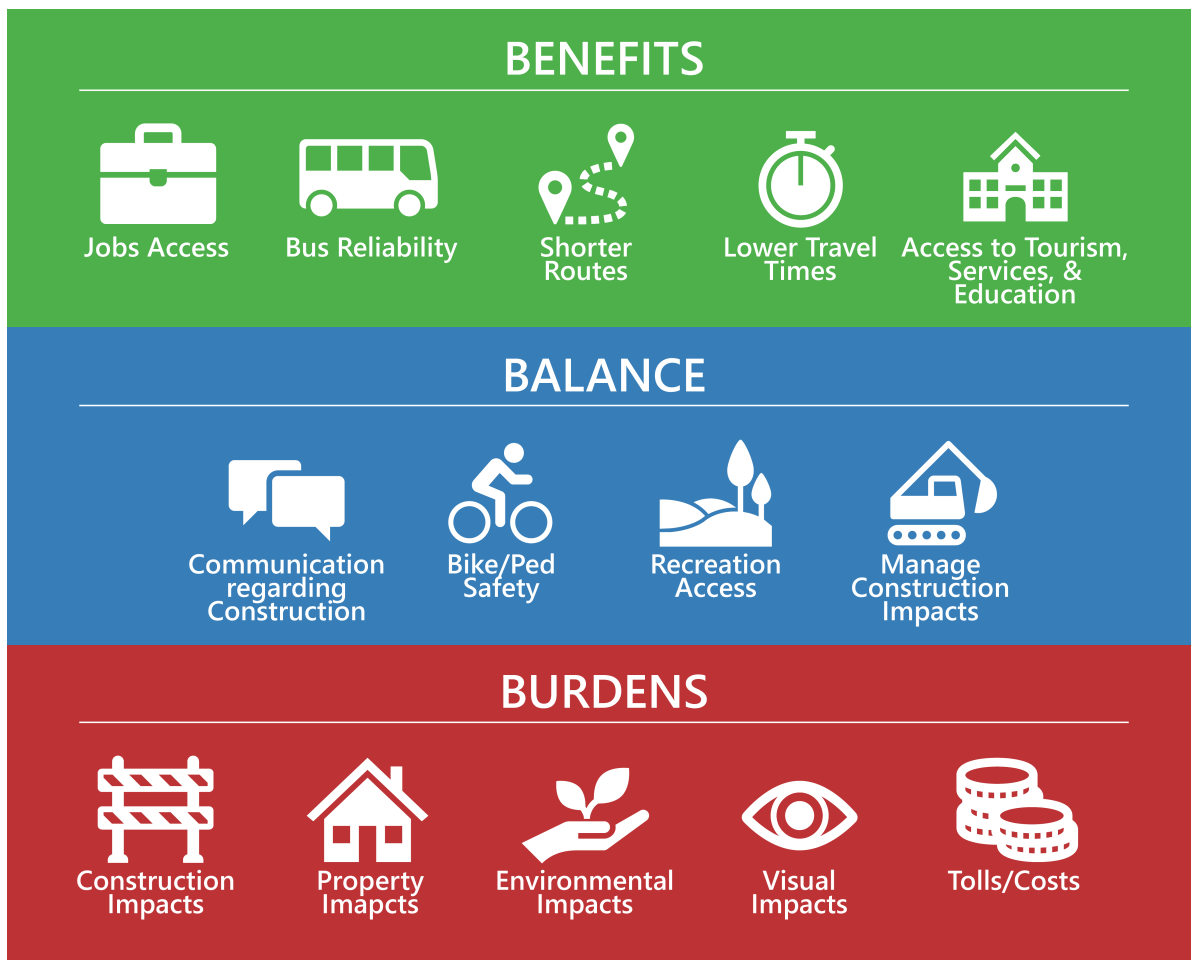 BENEFITS
Jobs Access
Bus Reliability
Shorter
Routes
Lower Travel
Times
Access to Tourism,
Services, &
Education
BALANCE
Communication
regarding
Construction
Bike/Ped
Safety
Recreation
Access
Manage
Construction
Impacts
BURDENS
Construction
Impacts
Property
Imapcts
Environmental
Impacts
Visual
Impacts
Tolls/Costs